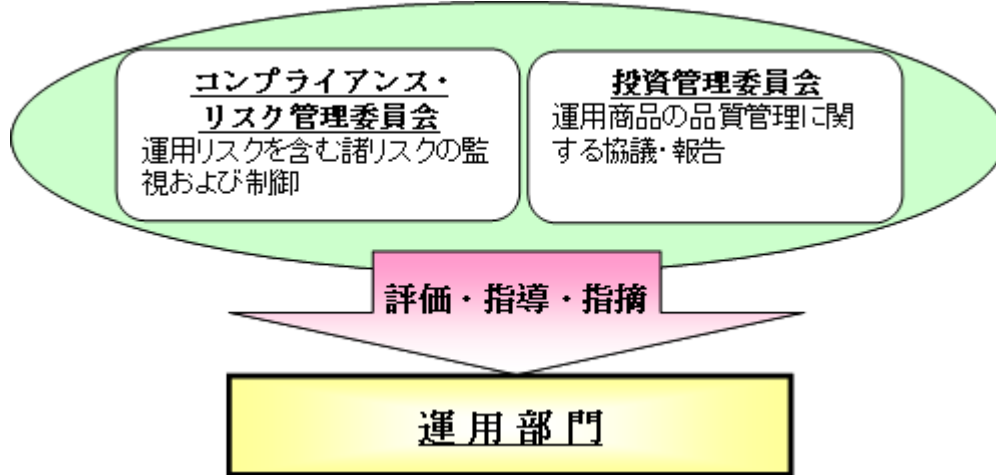 コンプライアンス・
リスク管理委員会
運用リスクを含む諸リスクの監
視および制御
投資管理委員会
運用商品の品質管理に関
する協議・報告
評価・指導・指摘
運用部門